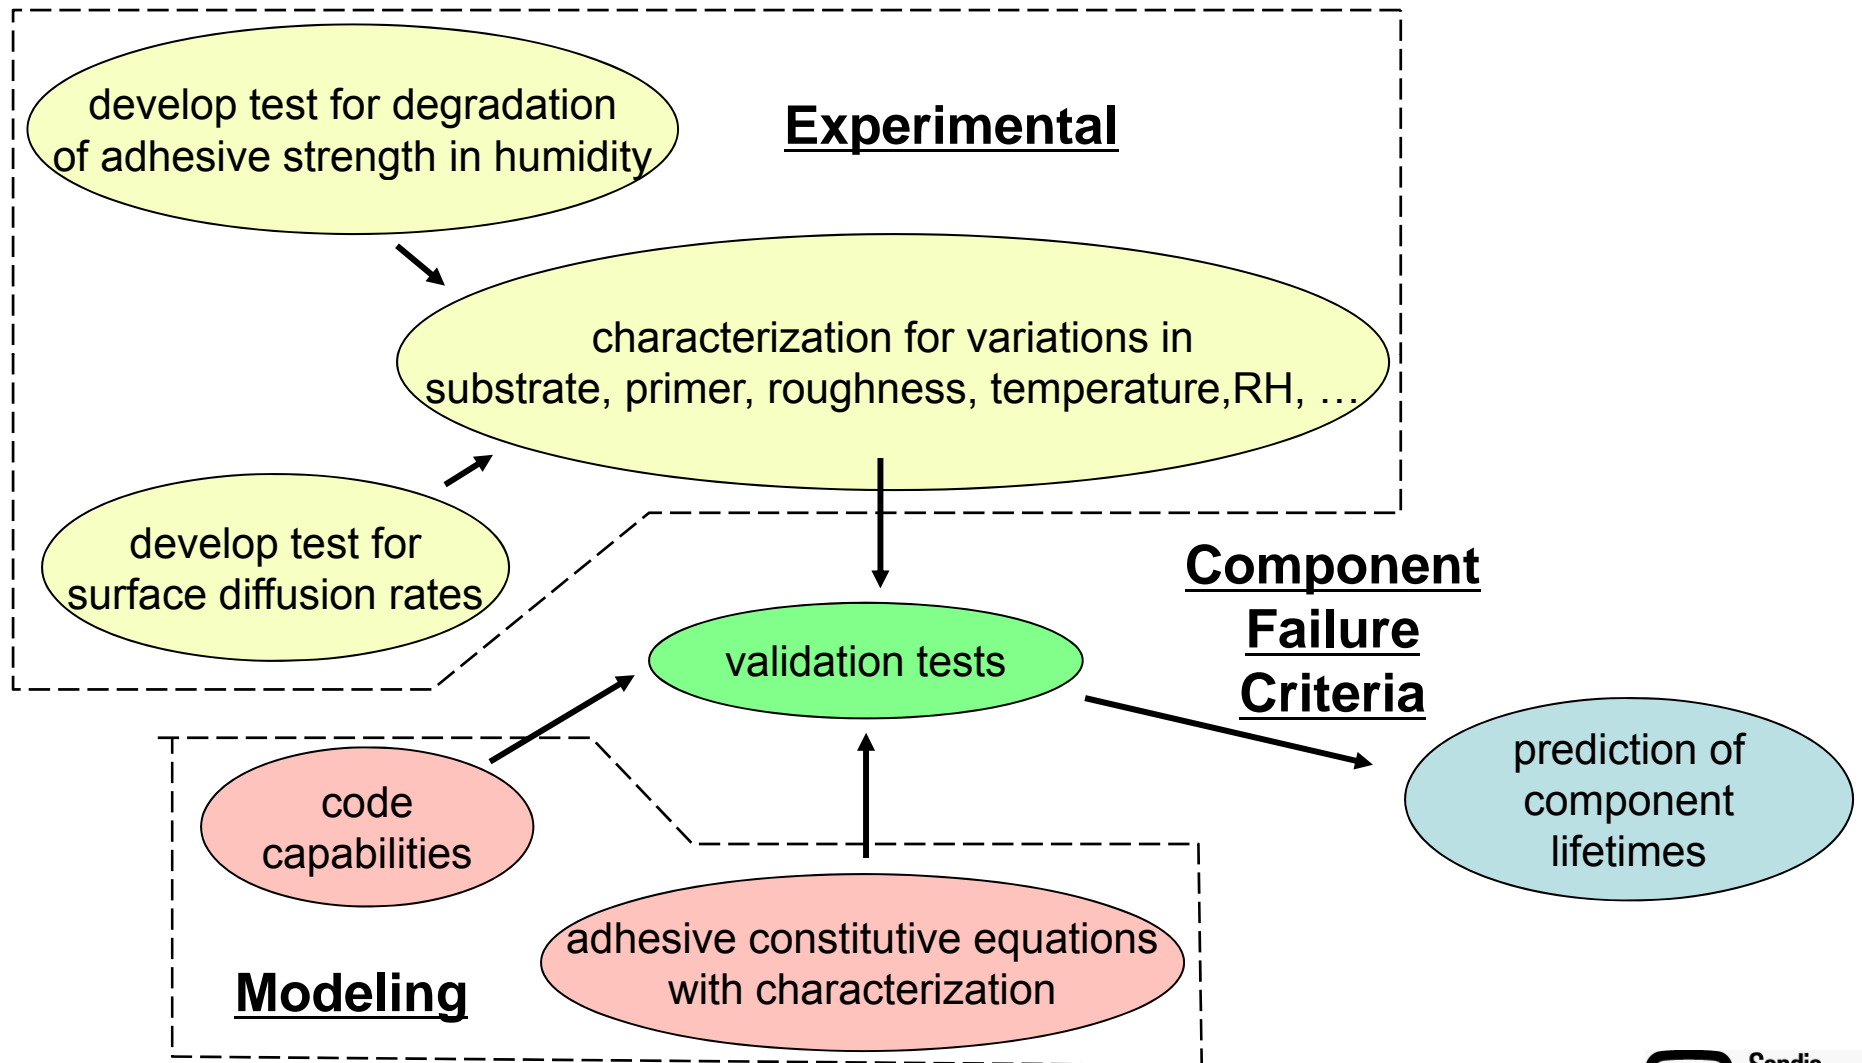 develop test for degradation
of adhesive strength in humidity
Experimental
characterization for variations in
substrate, primer, roughness, temperature,RH, …
develop test for
surface diffusion rates
Component
Failure
Criteria
validation tests
prediction of
component
lifetimes
code
capabilities
adhesive constitutive equations
with characterization
Modeling